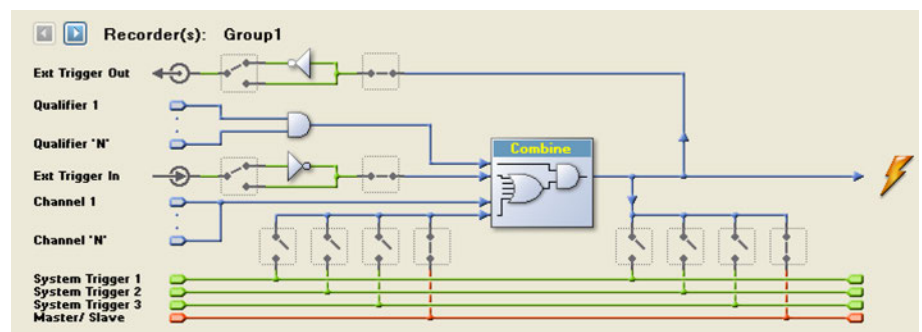 Recorder(s): Group1
Ext Trigger Out
Qualifier 1
Qualifier "N"
Combine
Ext Trigger In
Channel 1
Channel "N"
System Trigger 1
System Trigger 2
System Trigger 3
Master/ Slave